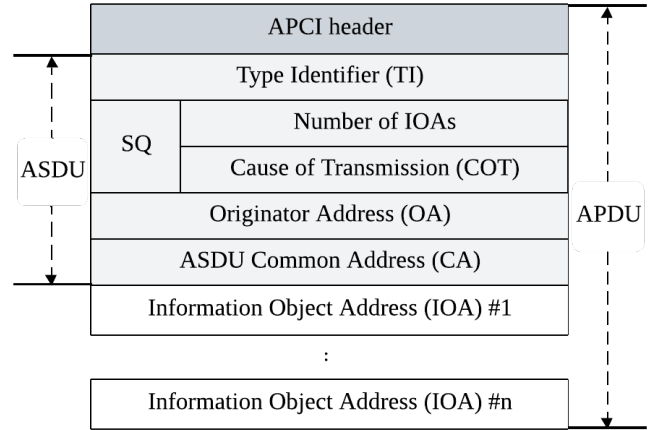 APCI header
Type Identifier (TI)
SQ
Number of IOAs
Cause of Transmission (COT)
ASDU
Originator Address (OA)
APDU
ASDU Common Address (CA)
Information Object Address (IOA) #1
:
Information Object Address (IOA) #n